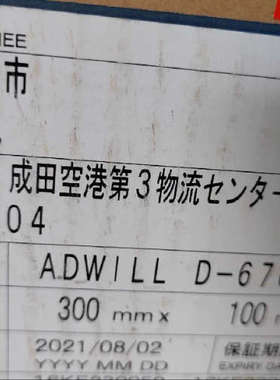 NEE
市
成田空港第3物流センター
04
ADWILL D-67
300 mm x 100
2021/08/02
YYYY MM DD
保証期
EXPIRY